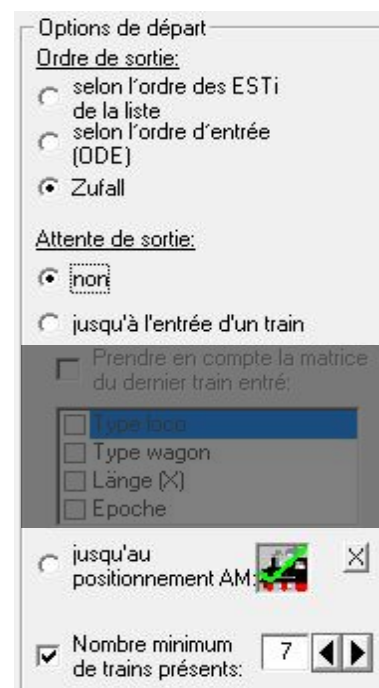 Options de départ
Ordre de sortie:
selon l'ordre des ESTi
de la liste
selon l'ordre d'entrée
(ODE)
Zufall
Attente de sortie:
non
jusqu'à l'entrée d'un train
Prendre en compte la matrice
du dernier train entré:
Type loco
Type wagon
Länge (X)
Epoche
jusqu'au
positionnement AM:
X
Nombre minimum
de trains présents:
7